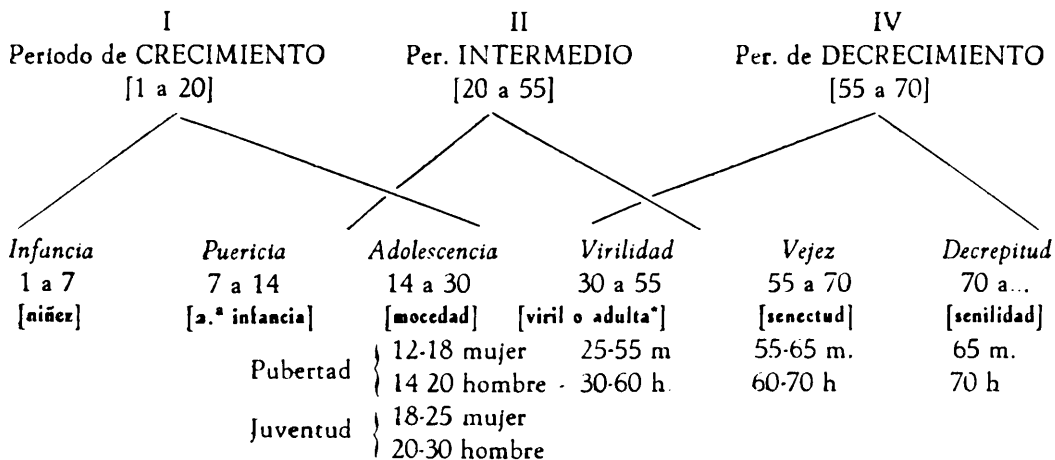 I II IV
Período de CRECIMIENTO Per. INTERMEDIO Per. de DECRECIMIENTO
[1 a 20] [20 a 55] [55 a 70]
Infancia Puericia Adolescencia Virilidad Vejez Decrepitud
1 a 7 7 a 14 14 a 30 30 a 55 55 a 70 70 a...
[niñez] [2.ª infancia] [mocedad] [viril o adulta*] [senectud] [senilidad]
Pubertad { 12-18 mujer 25-55 m 55-65 m. 65 m.
14 20 hombre - 30-60 h. 60-70 h 70 h
Juventud { 18-25 mujer
20-30 hombre